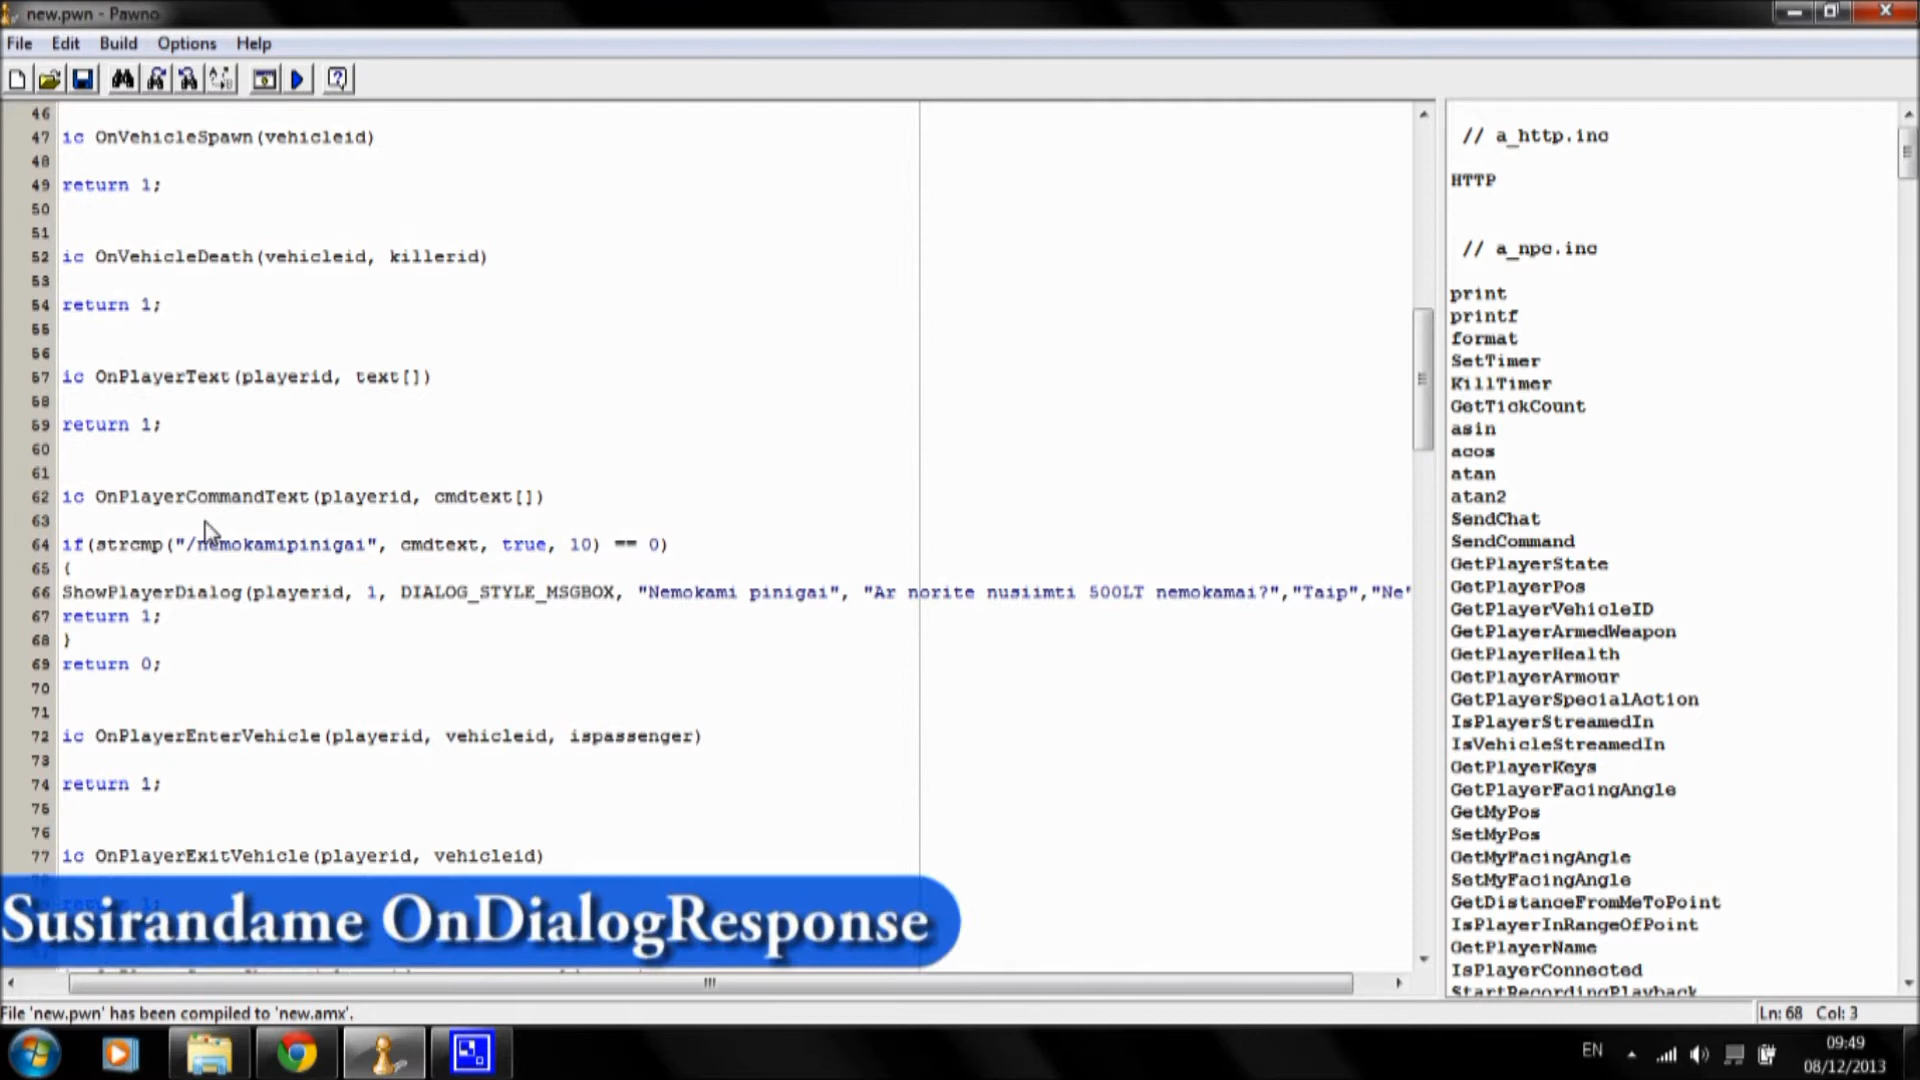 new.pwn - Pawno
File Edit Build Options Help
46
47 ic OnVehicleSpawn(vehicleid)
48
49 return 1;
50
51
52 ic OnVehicleDeath(vehicleid, killerid)
53
54 return 1;
55
56
57 ic OnPlayerText(playerid, text[])
58
59 return 1;
60
61
62 ic OnPlayerCommandText(playerid, cmdtext[])
63
64 if(strcmp("/nemokamipinigai", cmdtext, true, 10) == 0)
65 {
66 ShowPlayerDialog(playerid, 1, DIALOG_STYLE_MSGBOX, "Nemokami pinigai", "Ar norite nusiimti 500LT nemokamai?","Taip","Ne"
67 return 1;
68 }
69 return 0;
70
71
72 ic OnPlayerEnterVehicle(playerid, vehicleid, ispassenger)
73
74 return 1;
75
76
77 ic OnPlayerExitVehicle(playerid, vehicleid)
Susirandame OnDialogResponse
// a_http.inc
HTTP
// a_npc.inc
print
printf
format
SetTimer
KillTimer
GetTickCount
asin
acos
atan
atan2
SendChat
SendCommand
GetPlayerState
GetPlayerPos
GetPlayerVehicleID
GetPlayerArmedWeapon
GetPlayerHealth
GetPlayerArmour
GetPlayerSpecialAction
IsPlayerStreamedIn
IsVehicleStreamedIn
GetPlayerKeys
GetPlayerFacingAngle
GetMyPos
SetMyPos
GetMyFacingAngle
SetMyFacingAngle
GetDistanceFromMeToPoint
IsPlayerInRangeOfPoint
GetPlayerName
IsPlayerConnected
StartRecordingPlayback
File 'new.pwn' has been compiled to 'new.amx'.
Ln: 68 Col: 3
EN
09:49
08/12/2013